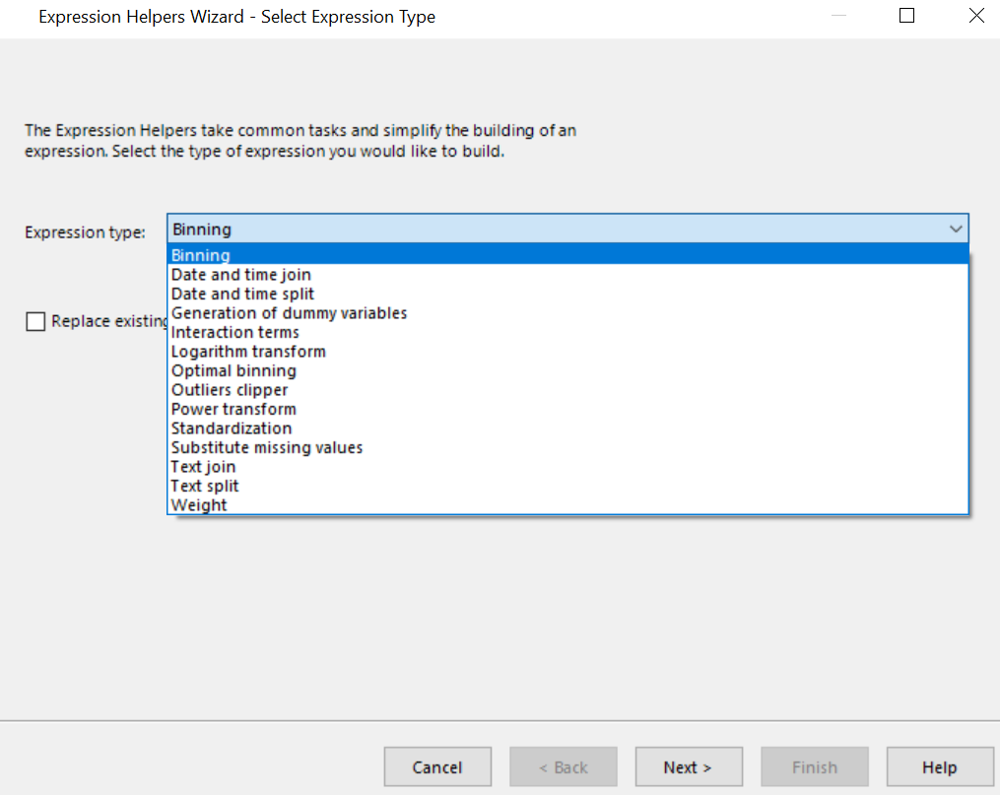 Expression Helpers Wizard - Select Expression Type
The Expression Helpers take common tasks and simplify the building of an
expression. Select the type of expression you would like to build.
Expression type:
Binning
Binning
Date and time join
Date and time split
Generation of dummy variables
Replace existing
Interaction terms
Logarithm transform
Optimal binning
Outliers clipper
Power transform
Standardization
Substitute missing values
Text join
Text split
Weight
Cancel
< Back
Next >
Finish
Help